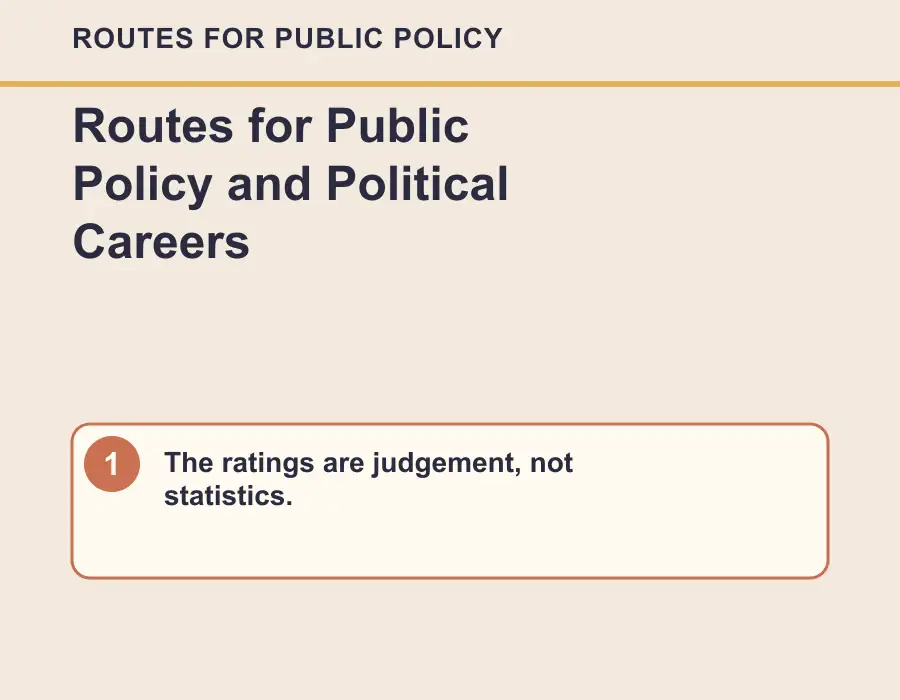 ROUTES FOR PUBLIC POLICY
Routes for Public
Policy and Political
Careers
1
The ratings are judgement, not
statistics.